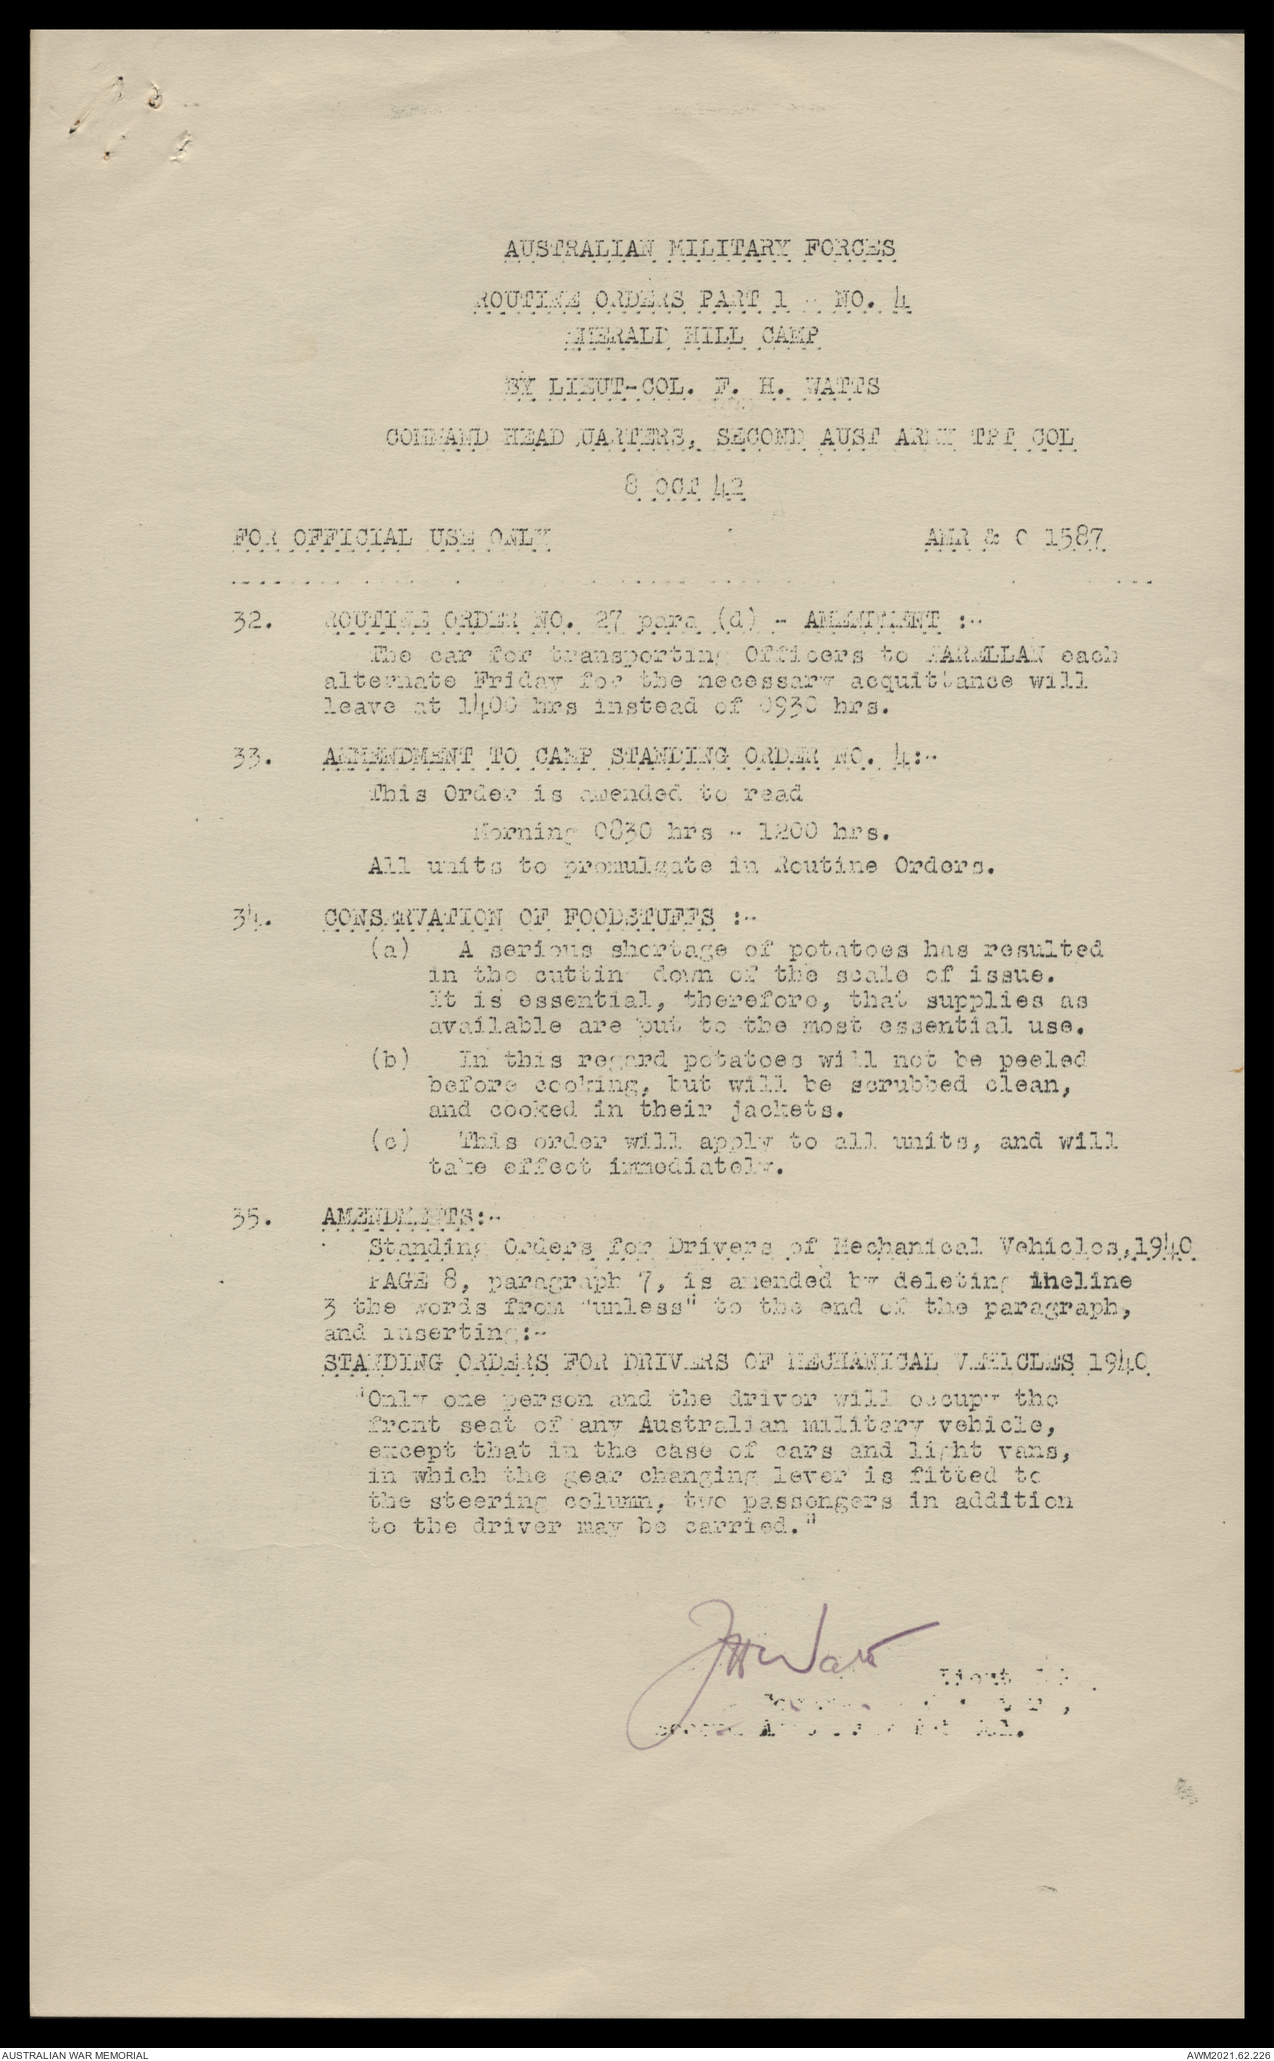 AUSTRALIAN MILITARY FORCES
ROUTINE ORDERS PART 1 - NO. 4
EMERALD HILL CAMP
BY LIEUT-COL. F. H. WATTS
COMMAND HEAD QUARTERS, SECOND AUST ARMY TPT COL
8 OCT 42
FOR OFFICIAL USE ONLY AMR & O 1587
32. ROUTINE ORDER NO. 27 para (d) - AMENDMENT :-
The car for transporting Officers to NARELLAN each
alternate Friday for the necessary acquittance will
leave at 1400 hrs instead of 0930 hrs.
33. AMMENDMENT TO CAMP STANDING ORDER NO. 4:-
This Order is amended to read
Morning 0830 hrs - 1200 hrs.
All units to promulgate in Routine Orders.
34. CONSERVATION OF FOODSTUFFS :-
(a) A serious shortage of potatoes has resulted
in the cutting down of the scale of issue.
It is essential, therefore, that supplies as
available are put to the most essential use.
(b) In this regard potatoes will not be peeled
before cooking, but will be scrubbed clean,
and cooked in their jackets.
(c) This order will apply to all units, and will
take effect immediately.
35. AMENDMENTS:-
Standing Orders for Drivers of Mechanical Vehicles,1940
PAGE 8, paragraph 7, is amended by deleting ineline
3 the words from "unless" to the end of the paragraph,
and inserting:-
STANDING ORDERS FOR DRIVERS OF MECHANICAL VEHICLES 1940
"Only one person and the driver will occupy the
front seat of any Australian military vehicle,
except that in the case of cars and light vans,
in which the gear changing lever is fitted to
the steering column, two passengers in addition
to the driver may be carried."
FHWatts
Lieut
Second
AUSTRALIAN WAR MEMORIAL AWM2021.62.226